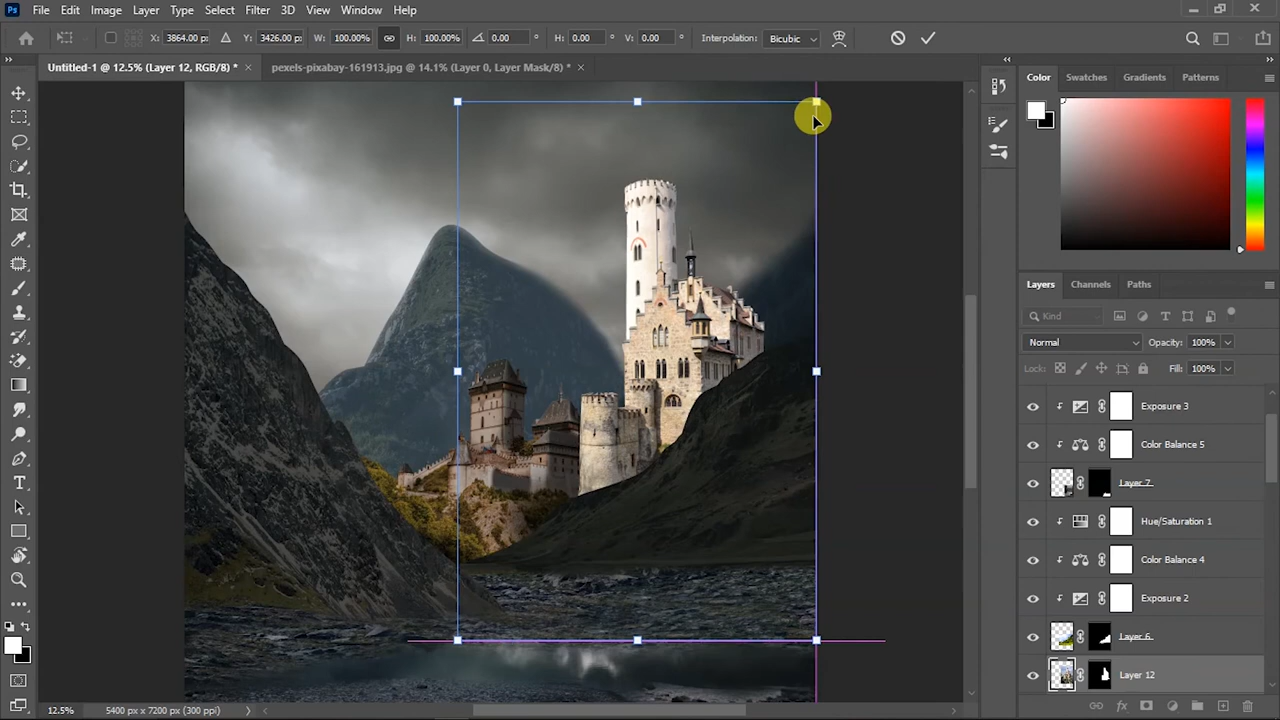 Ps File Edit Image Layer Type Select Filter 3D View Window Help
X: 3864.00 px Y: 3426.00 px W: 100.00% H: 100.00% 0.00 ° H: 0.00 ° V: 0.00 ° Interpolation: Bicubic
Untitled-1 @ 12.5% (Layer 12, RGB/8) * × pexels-pixabay-161913.jpg @ 14.1% (Layer 0, Layer Mask/8) * ×
Color Swatches Gradients Patterns
Layers Channels Paths
Kind
Normal Opacity: 100%
Lock: Fill: 100%
Exposure 3
Color Balance 5
Layer 7
Hue/Saturation 1
Color Balance 4
Exposure 2
Layer 6
Layer 12
12.5% 5400 px x 7200 px (300 ppi)